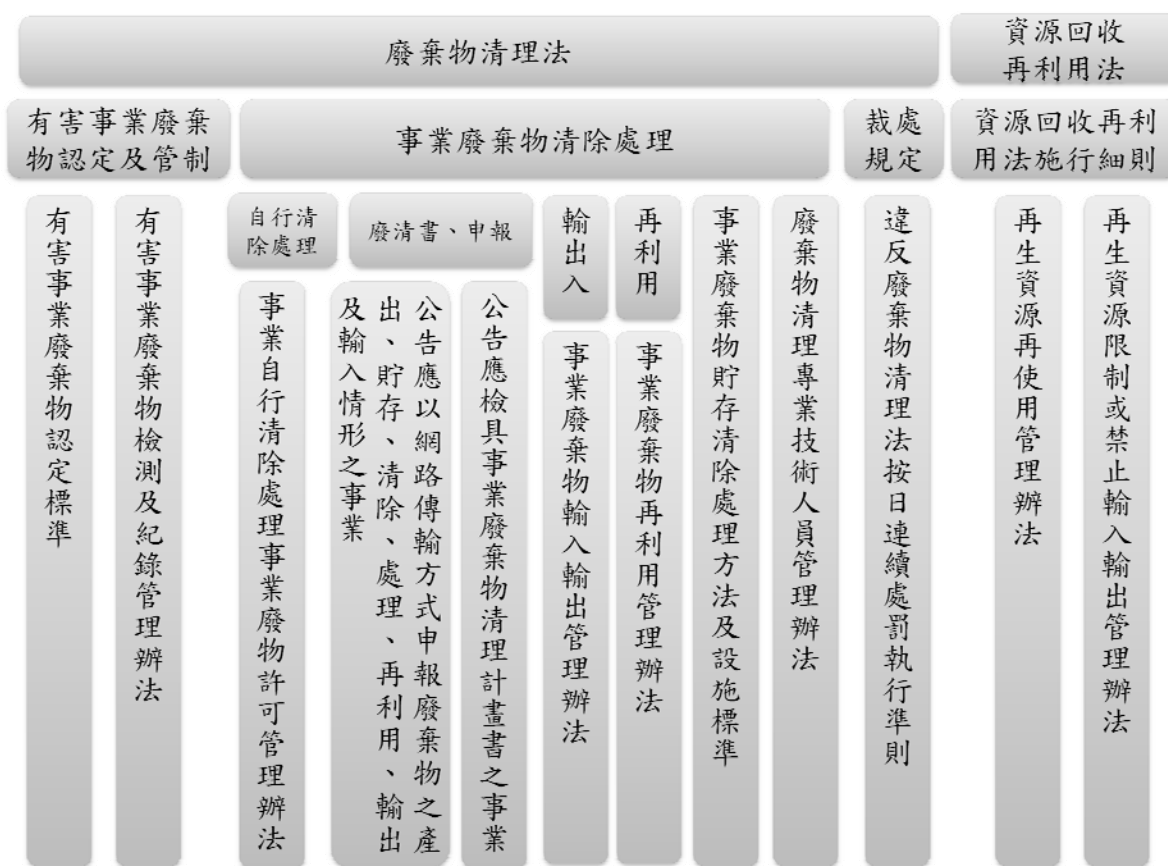 廢棄物清理法
資源回收
再利用法
有害事業廢棄
物認定及管制
事業廢棄物清除處理
裁處
規定
資源回收再利
用法施行細則
有害事業廢棄物認定標準
有害事業廢棄物檢測及紀錄管理辦法
自行清
除處理
事業自行清除處理事業廢物許可管理辦法
廢清書、申報
公告應以網路傳輸方式申報廢棄物之產
出、貯存、清除、處理、再利用、輸出
及輸入情形之事業
公告應檢具事業廢棄物清理計畫書之事業
輸出入
事業廢棄物輸入輸出管理辦法
再利用
事業廢棄物再利用管理辦法
事業廢棄物貯存清除處理方法及設施標準
廢棄物清理專業技術人員管理辦法
違反廢棄物清理法按日連續處罰執行準則
再生資源再使用管理辦法
再生資源限制或禁止輸入輸出管理辦法